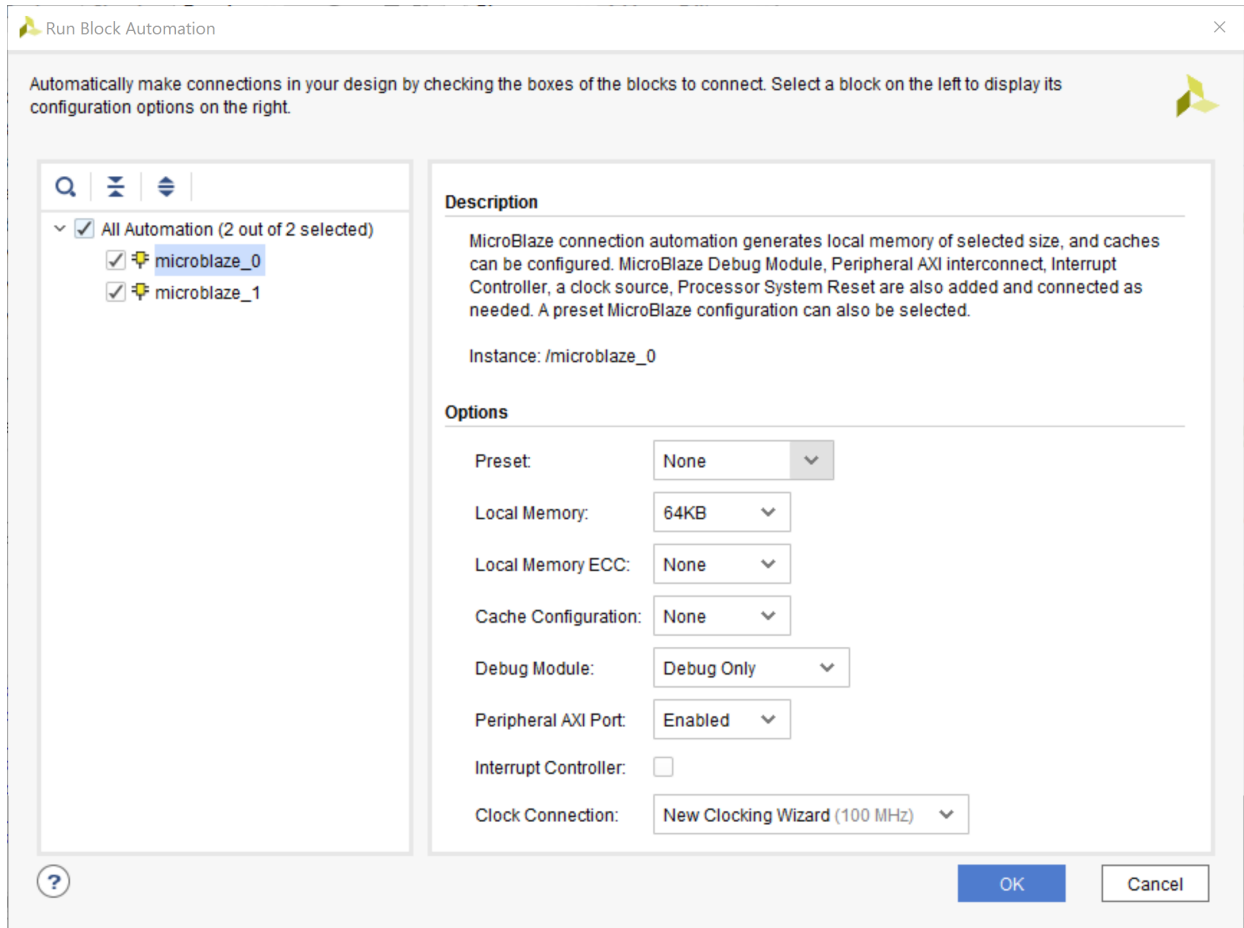 Run Block Automation
Automatically make connections in your design by checking the boxes of the blocks to connect. Select a block on the left to display its
configuration options on the right.
All Automation (2 out of 2 selected)
microblaze_0
microblaze_1
Description
MicroBlaze connection automation generates local memory of selected size, and caches
can be configured. MicroBlaze Debug Module, Peripheral AXI interconnect, Interrupt
Controller, a clock source, Processor System Reset are also added and connected as
needed. A preset MicroBlaze configuration can also be selected.
Instance: /microblaze_0
Options
Preset: None
Local Memory: 64KB
Local Memory ECC: None
Cache Configuration: None
Debug Module: Debug Only
Peripheral AXI Port: Enabled
Interrupt Controller:
Clock Connection: New Clocking Wizard (100 MHz)
?
OK Cancel